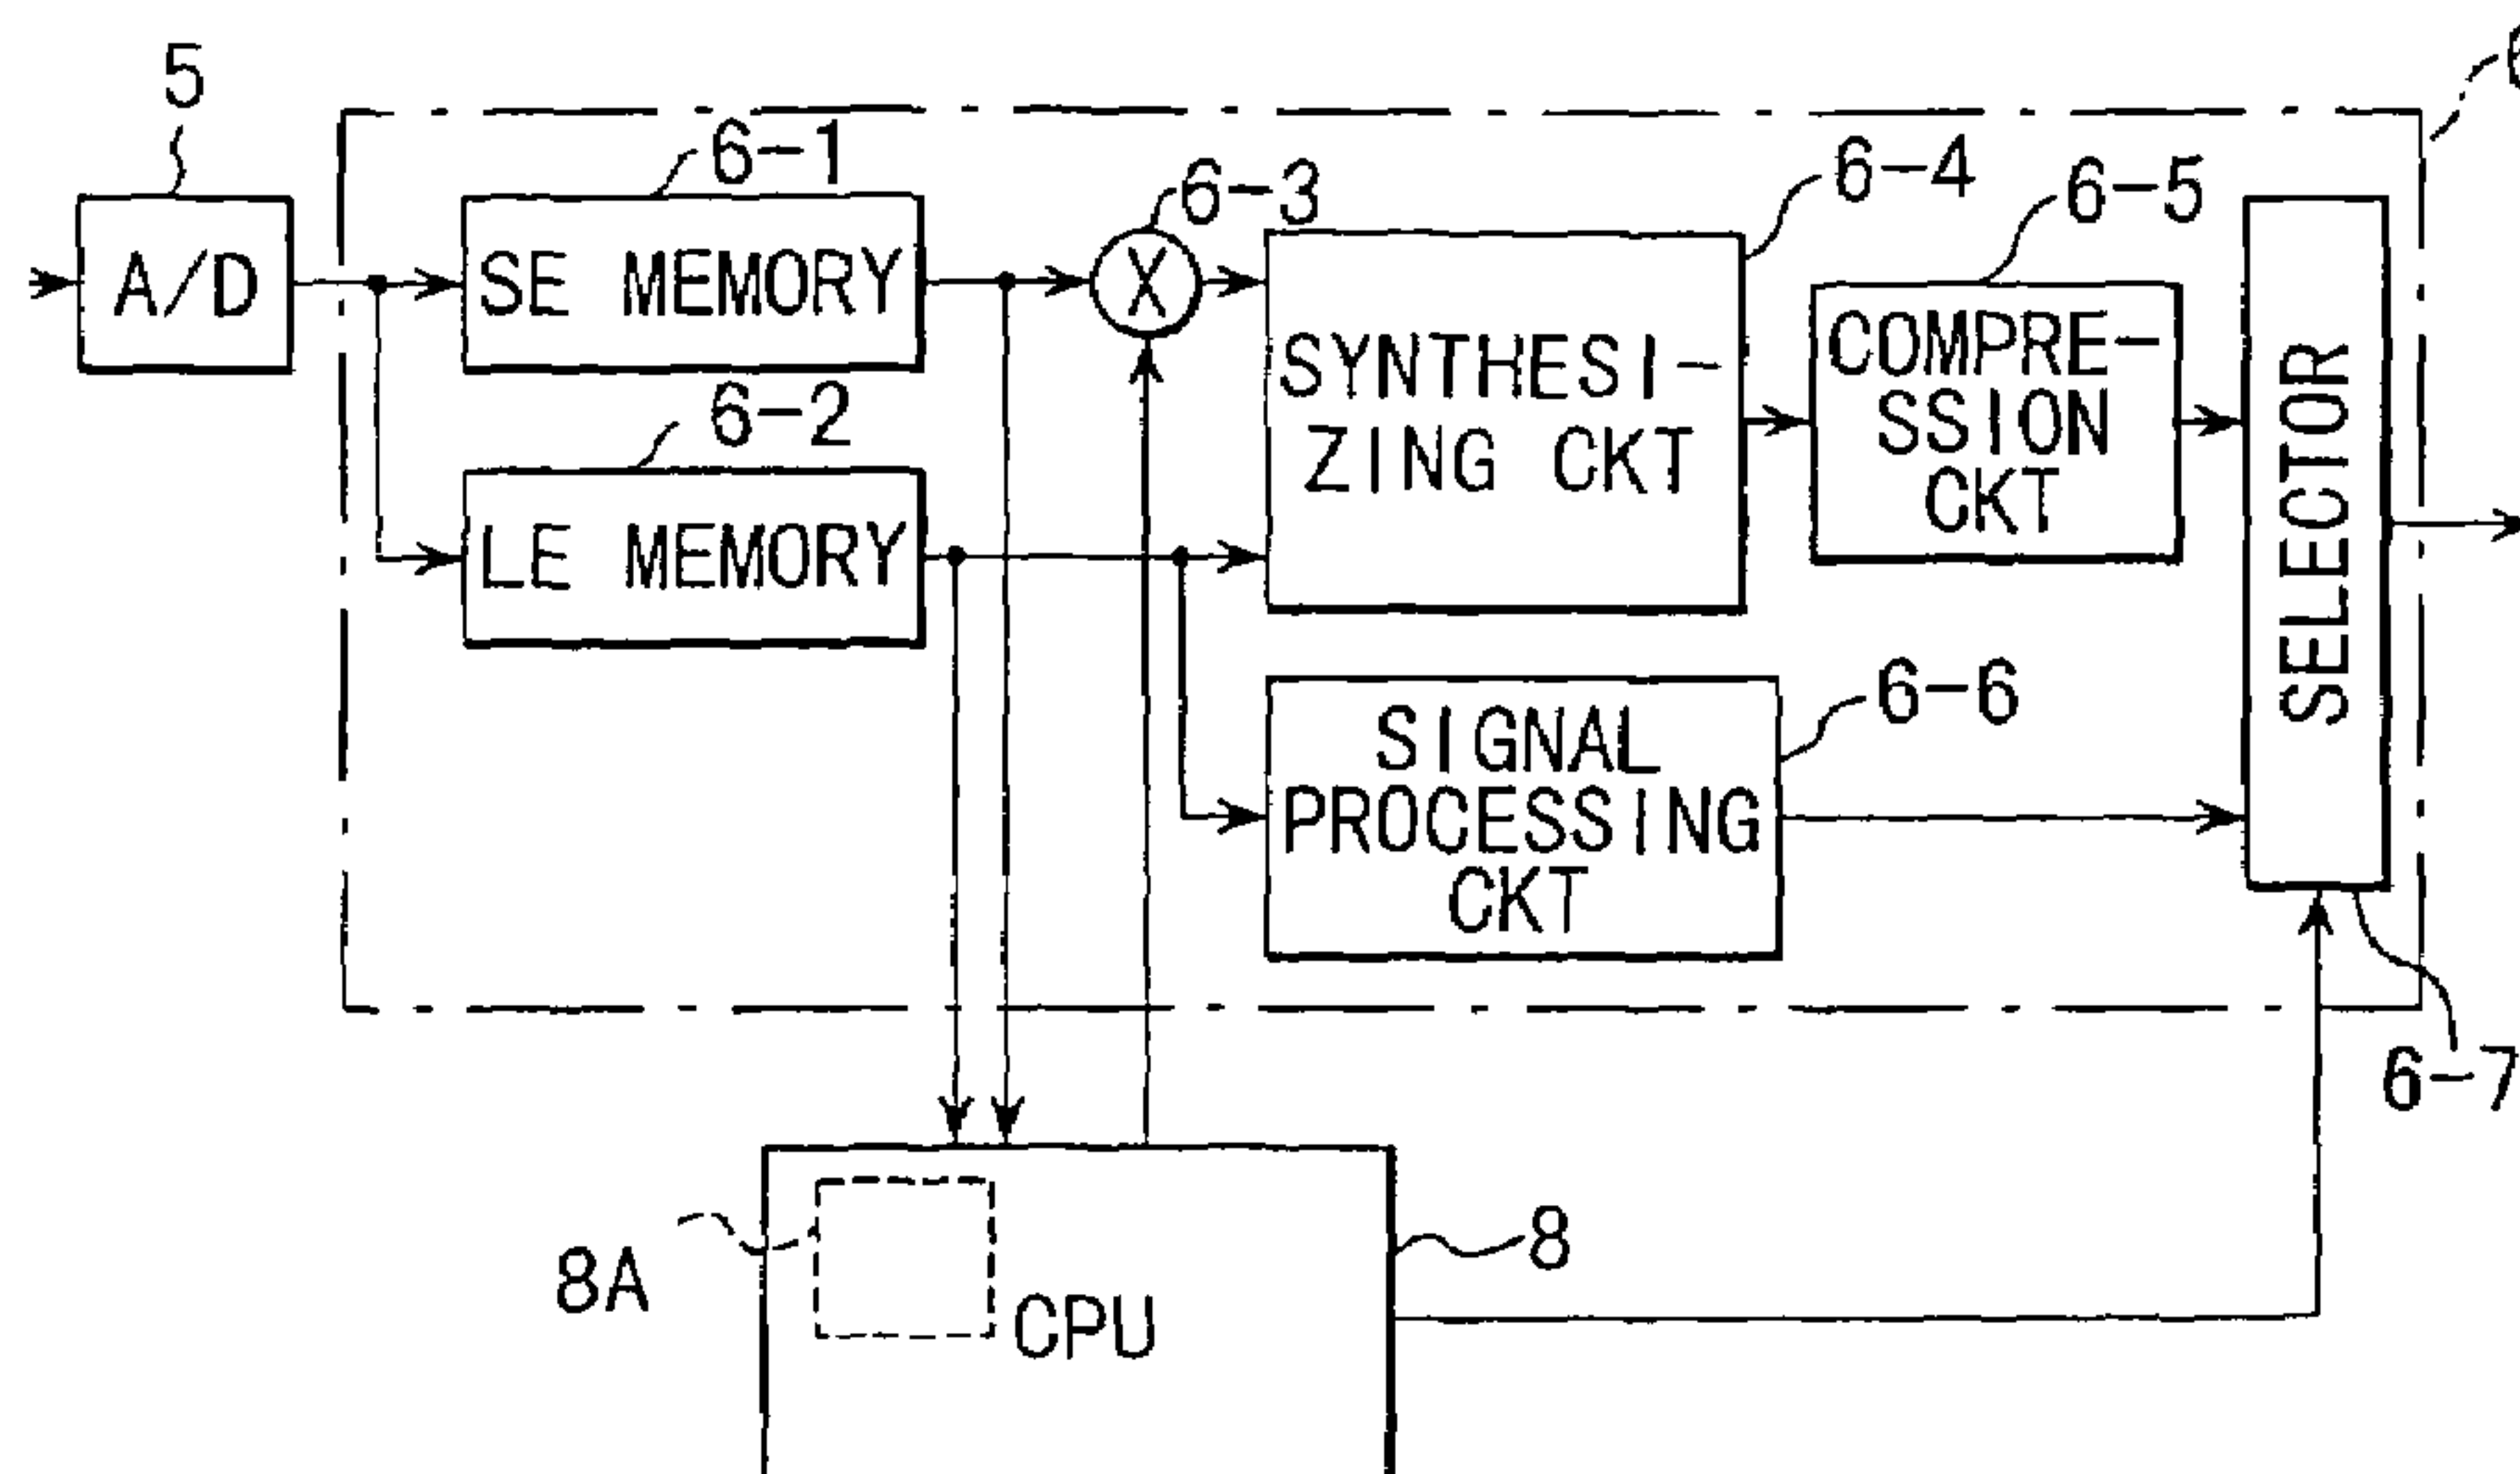 5
6
6-1
6-3
6-4
6-5
A/D
SE MEMORY
X
SYNTHESI-
ZING CKT
COMPRE-
SSION
CKT
SELECTOR
6-2
LE MEMORY
6-6
SIGNAL
PROCESSING
CKT
6-7
8A
8
CPU